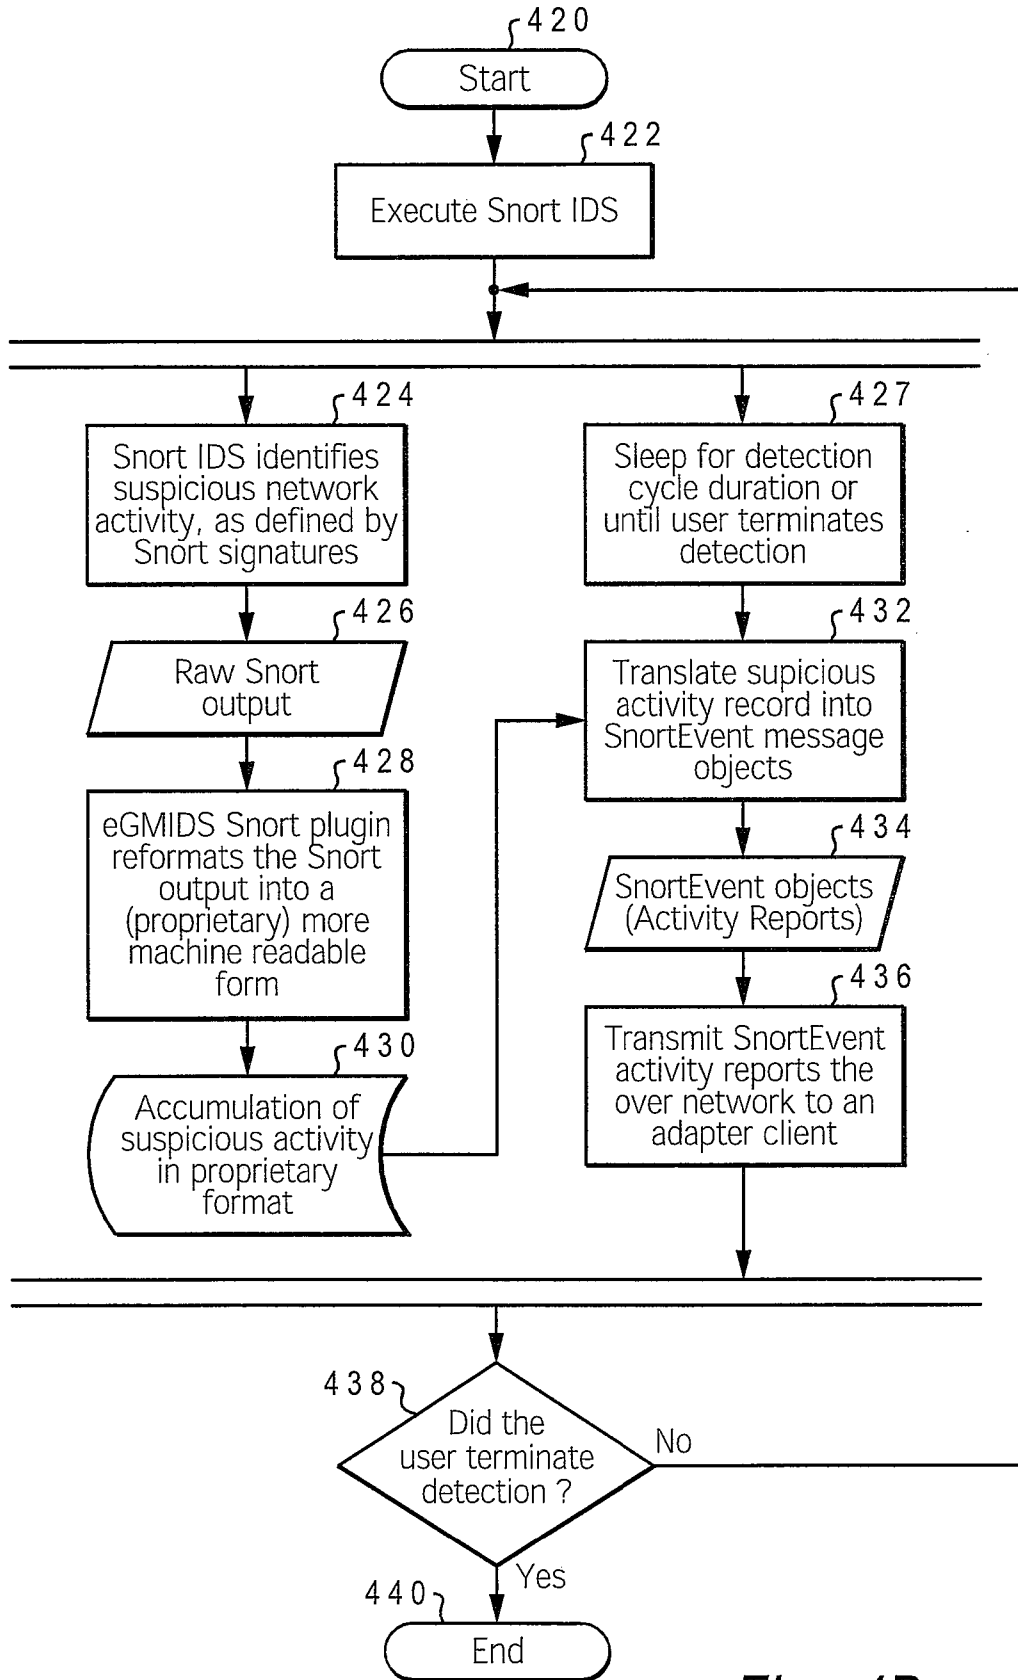 420
Start
422
Execute Snort IDS
424
Snort IDS identifies
suspicious network
activity, as defined by
Snort signatures
426
Raw Snort
output
428
eGMIDS Snort plugin
reformats the Snort
output into a
(proprietary) more
machine readable
form
430
Accumulation of
suspicious activity
in proprietary
format
427
Sleep for detection
cycle duration or
until user terminates
detection
432
Translate supicious
activity record into
SnortEvent message
objects
434
SnortEvent objects
(Activity Reports)
436
Transmit SnortEvent
activity reports the
over network to an
adapter client
438
Did the
user terminate
detection ?
No
Yes
440
End